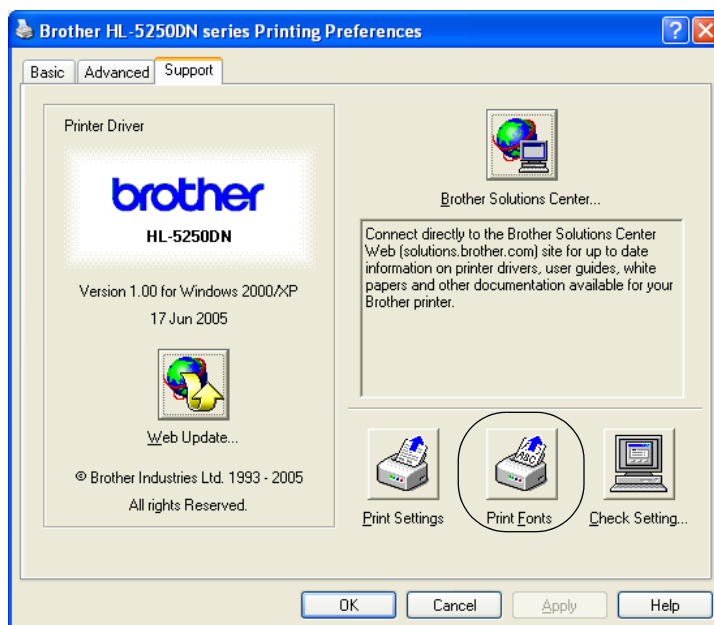 Brother HL-5250DN series Printing Preferences
Basic
Advanced
Support
Printer Driver
brother
HL-5250DN
Version 1.00 for Windows 2000/XP
17 Jun 2005
Web Update...
© Brother Industries Ltd. 1993 - 2005
All rights Reserved.
Brother Solutions Center...
Connect directly to the Brother Solutions Center
Web (solutions.brother.com) site for up to date
information on printer drivers, user guides, white
papers and other documentation available for your
Brother printer.
Print Settings
ABC
Print Fonts
Check Setting...
OK
Cancel
Apply
Help